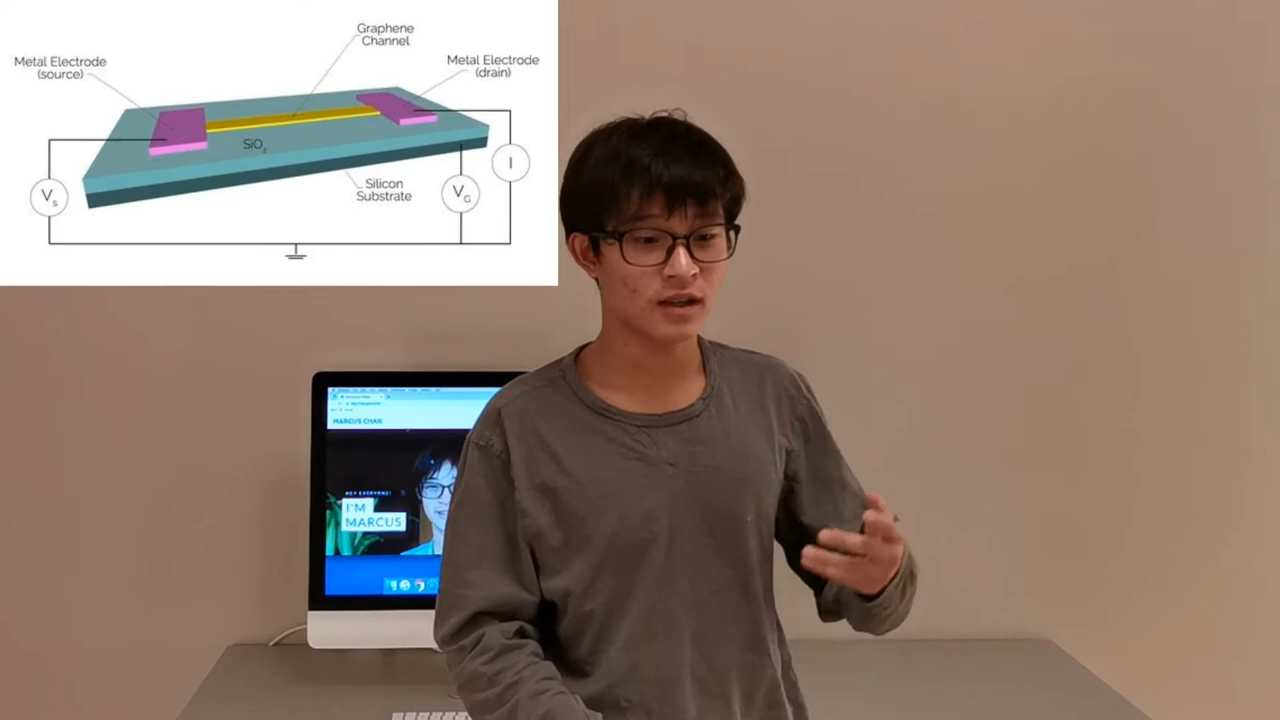 Graphene
Channel
Metal Electrode
(source)
Metal Electrode
(drain)
SiO2
Silicon
Substrate
Vs
VG
I
MARCUS CHAN
HEY EVERYONE!
I'M
MARCUS